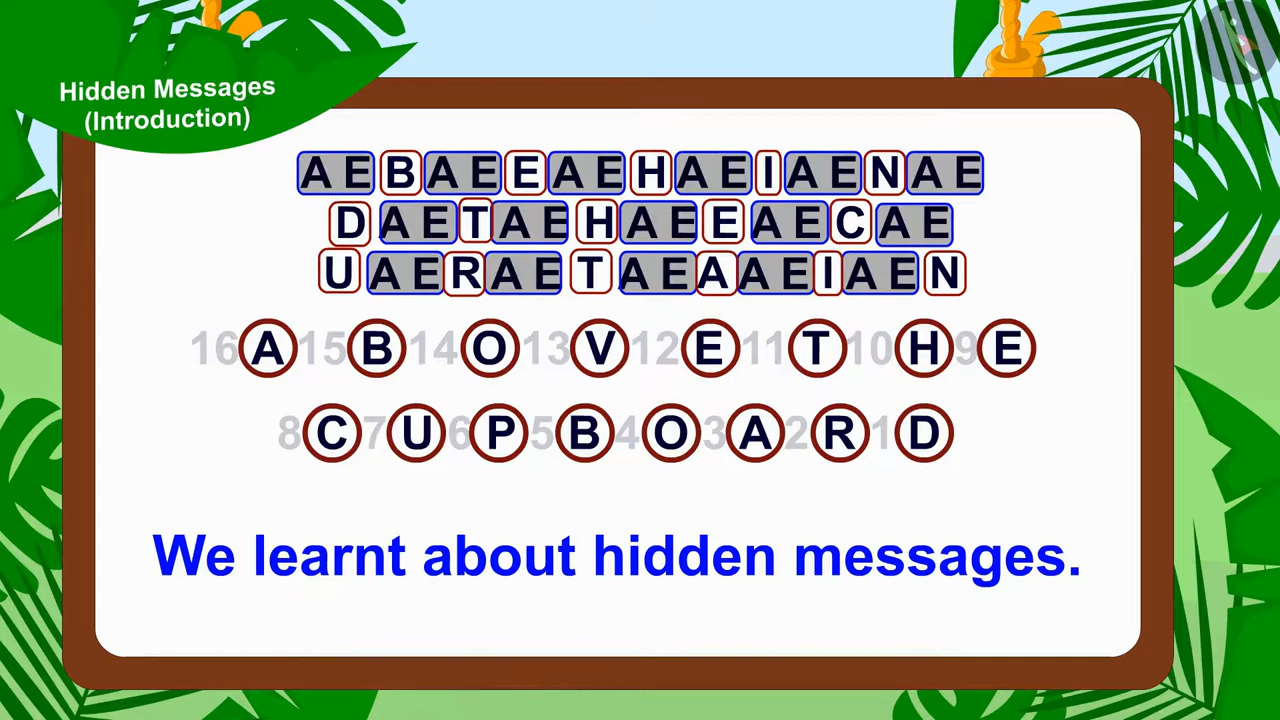 Hidden Messages
(Introduction)
AEBAEEAEHAEIAENAE
DAETAEHAEEAECAE
UAERAETAEAAEIAEN
16A15B14O13V12E11T10H9E
8C7U6P5B4O3A2R1D
We learnt about hidden messages.